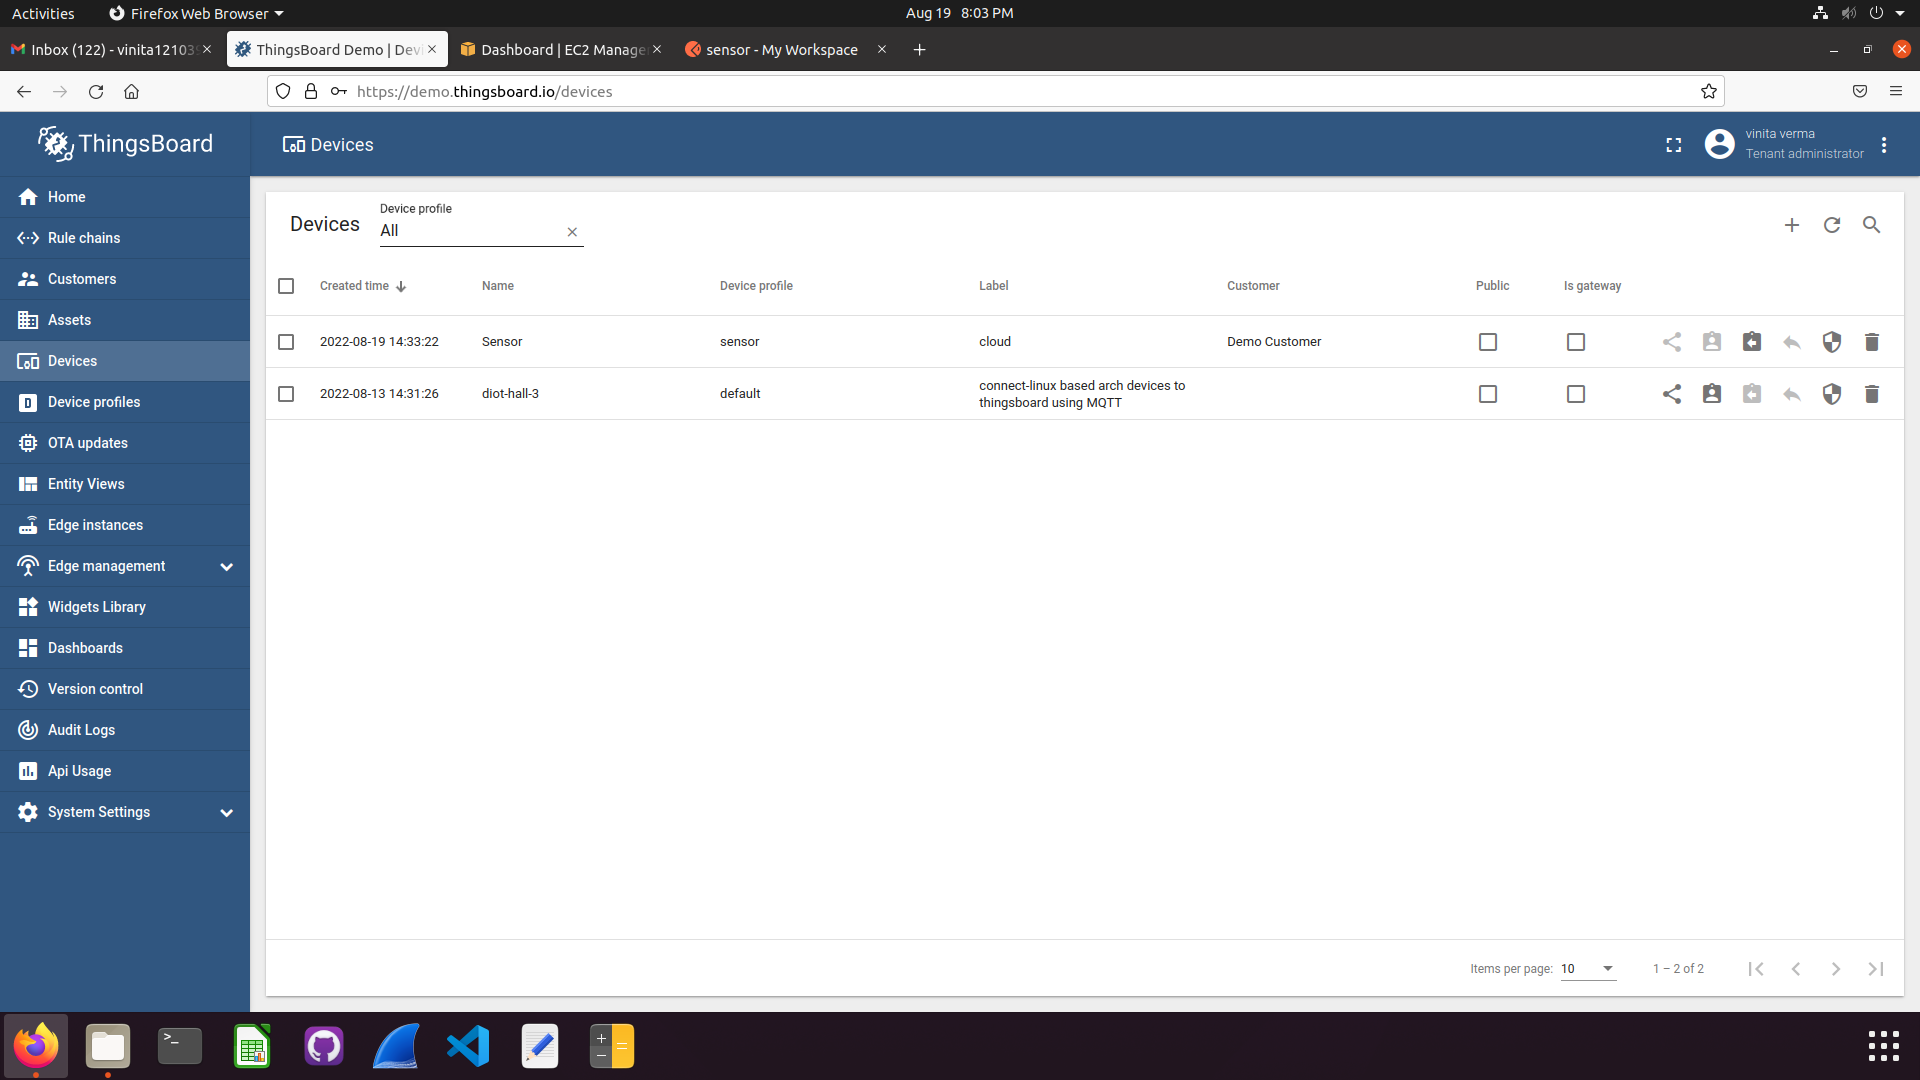 Activities
Firefox Web Browser
Aug 19 8:03 PM
Inbox (122) - vinita12103
ThingsBoard Demo | Devi
Dashboard | EC2 Manage
sensor - My Workspace
https://demo.thingsboard.io/devices
ThingsBoard
Devices
vinita verma
Tenant administrator
Home
Rule chains
Customers
Assets
Devices
Device profiles
OTA updates
Entity Views
Edge instances
Edge management
Widgets Library
Dashboards
Version control
Audit Logs
Api Usage
System Settings
Devices
Device profile
All
Created time Name Device profile Label Customer Public Is gateway
2022-08-19 14:33:22 Sensor sensor cloud Demo Customer
2022-08-13 14:31:26 diot-hall-3 default connect-linux based arch devices to
thingsboard using MQTT
Items per page: 10 1 – 2 of 2